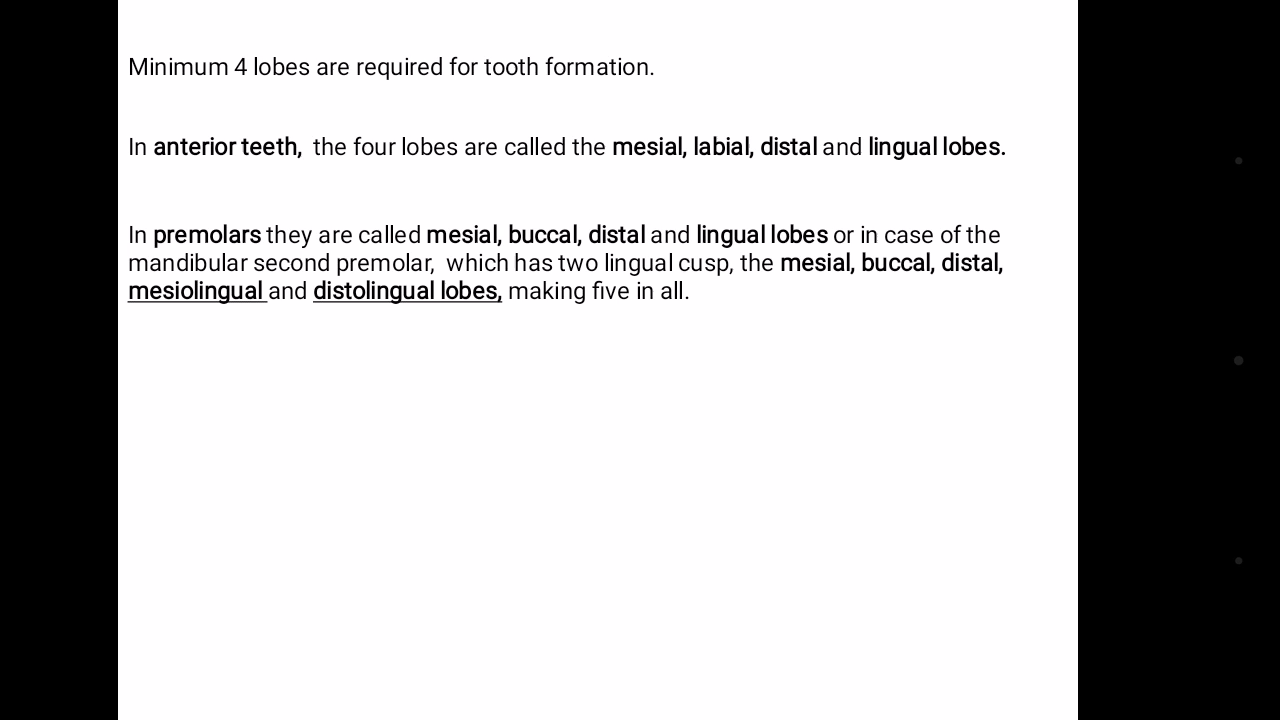 Minimum 4 lobes are required for tooth formation.
In anterior teeth, the four lobes are called the mesial, labial, distal and lingual lobes.
In premolars they are called mesial, buccal, distal and lingual lobes or in case of the
mandibular second premolar, which has two lingual cusp, the mesial, buccal, distal,
mesiolingual and distolingual lobes, making five in all.